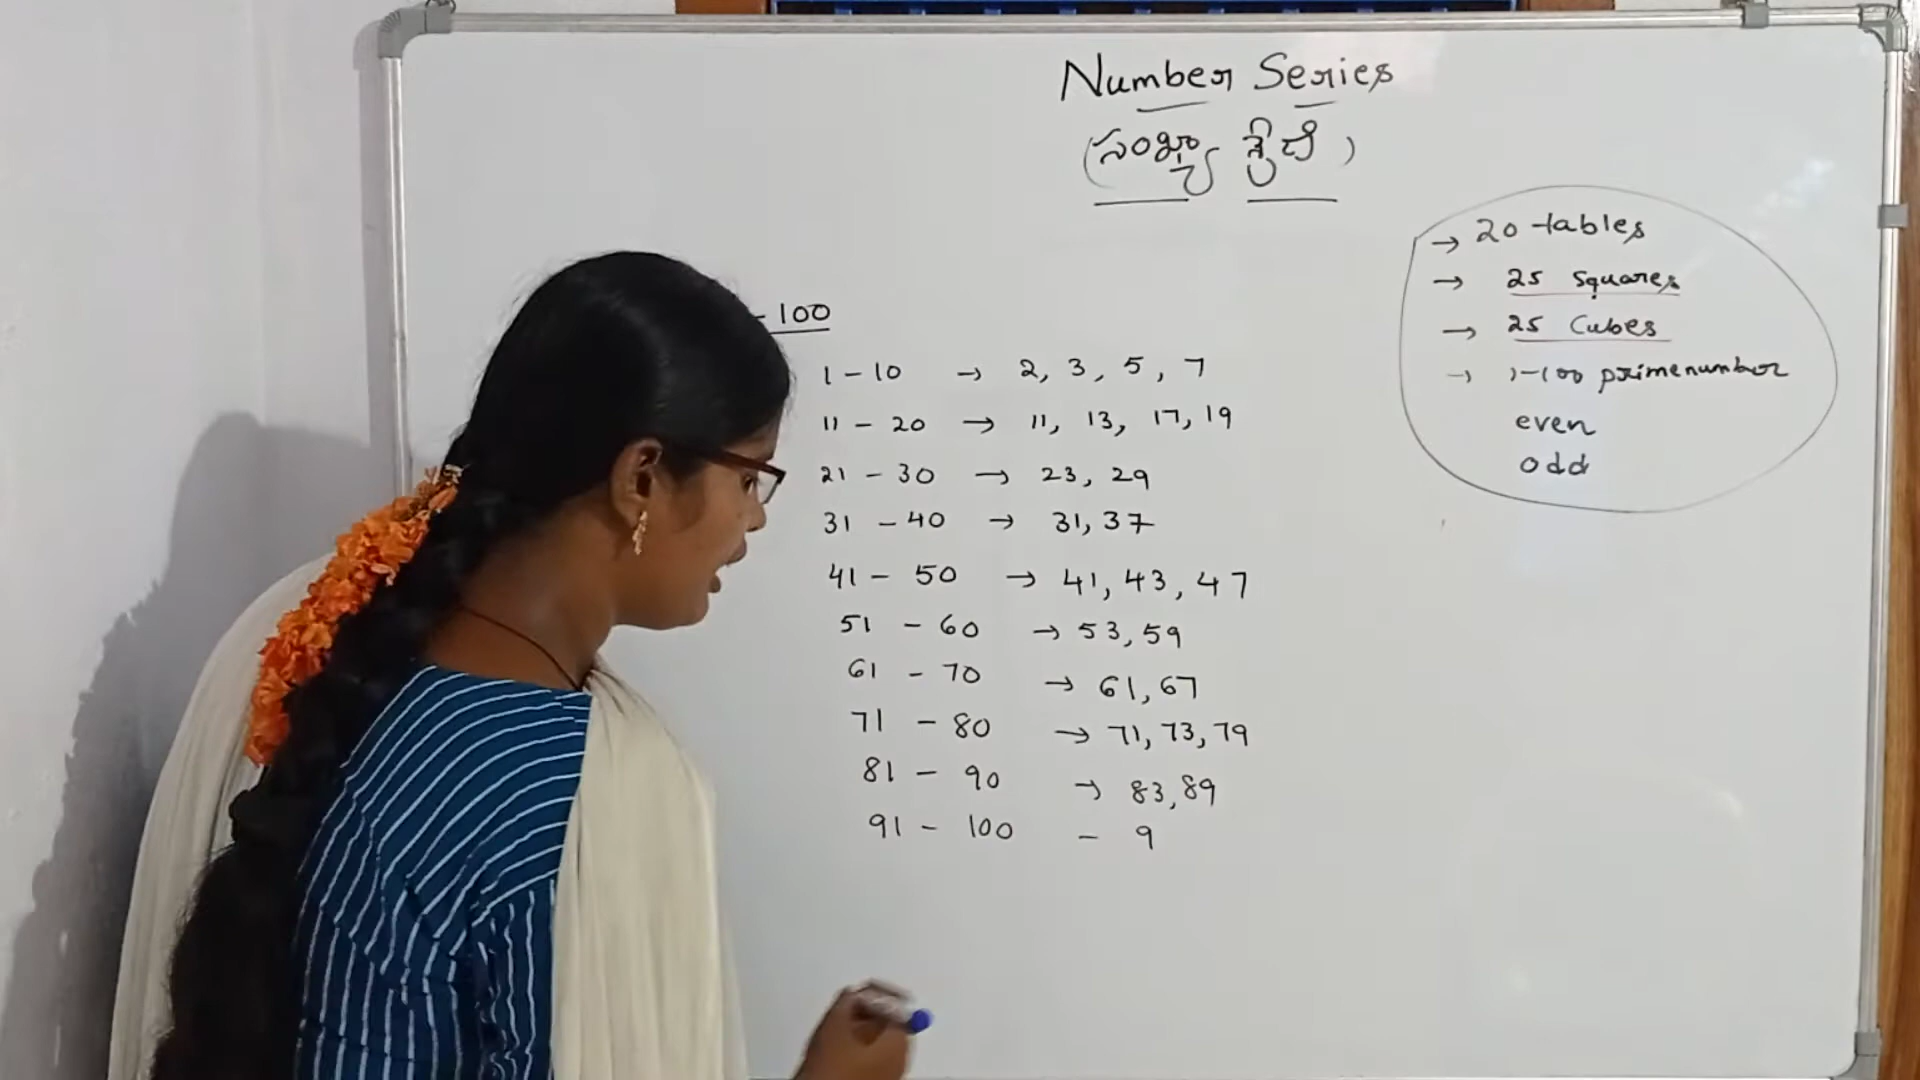 Number Series
(ಸಂಖ್ಯಾ ಶ್ರೇಣಿ)
- 100
1 - 10 → 2, 3, 5, 7
11 - 20 → 11, 13, 17, 19
21 - 30 → 23, 29
31 - 40 → 31, 37
41 - 50 → 41, 43, 47
51 - 60 → 53, 59
61 - 70 → 61, 67
71 - 80 → 71, 73, 79
81 - 90 → 83, 89
91 - 100 - 9
→ 20 tables
→ 25 Squares
→ 25 Cubes
→ 1-100 primenumber
even
odd